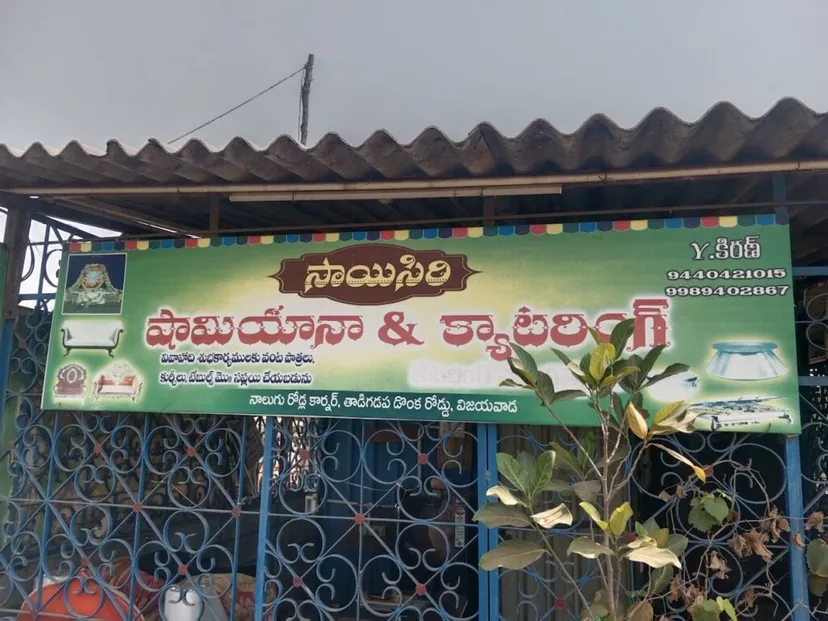 సాయిసిరి
Y.కిరణ్
9440421015
9989402867
షామియానా & క్యాటరింగ్
వివాహాది శుభకార్యములకు వంట పాత్రలు,
కుర్చీలు, టేబుల్స్ మొ॥ సప్లయి చేయబడును
నాలుగు రోడ్ల కార్నర్, తాడిగడప డొంక రోడ్డు, విజయవాడ